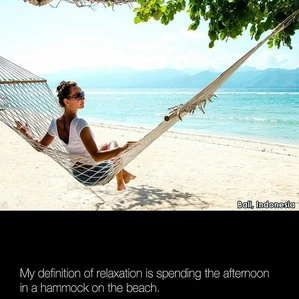 Bali, Indonesia
My definition of relaxation is spending the afternoon
in a hammock on the beach.